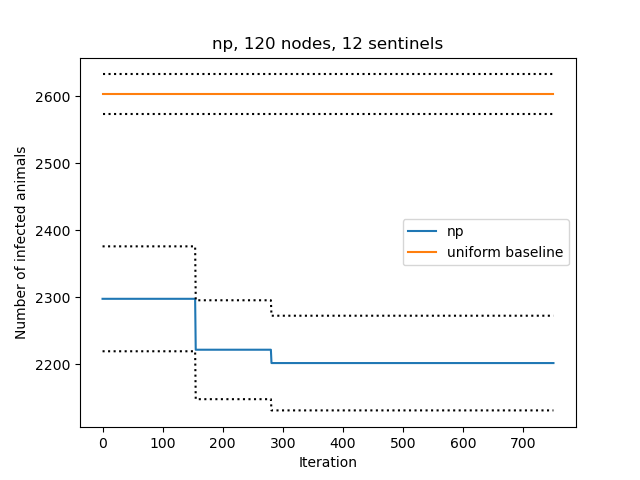 np, 120 nodes, 12 sentinels
Number of infected animals
2600
2500
2400
2300
2200
np
uniform baseline
0 100 200 300 400 500 600 700
Iteration